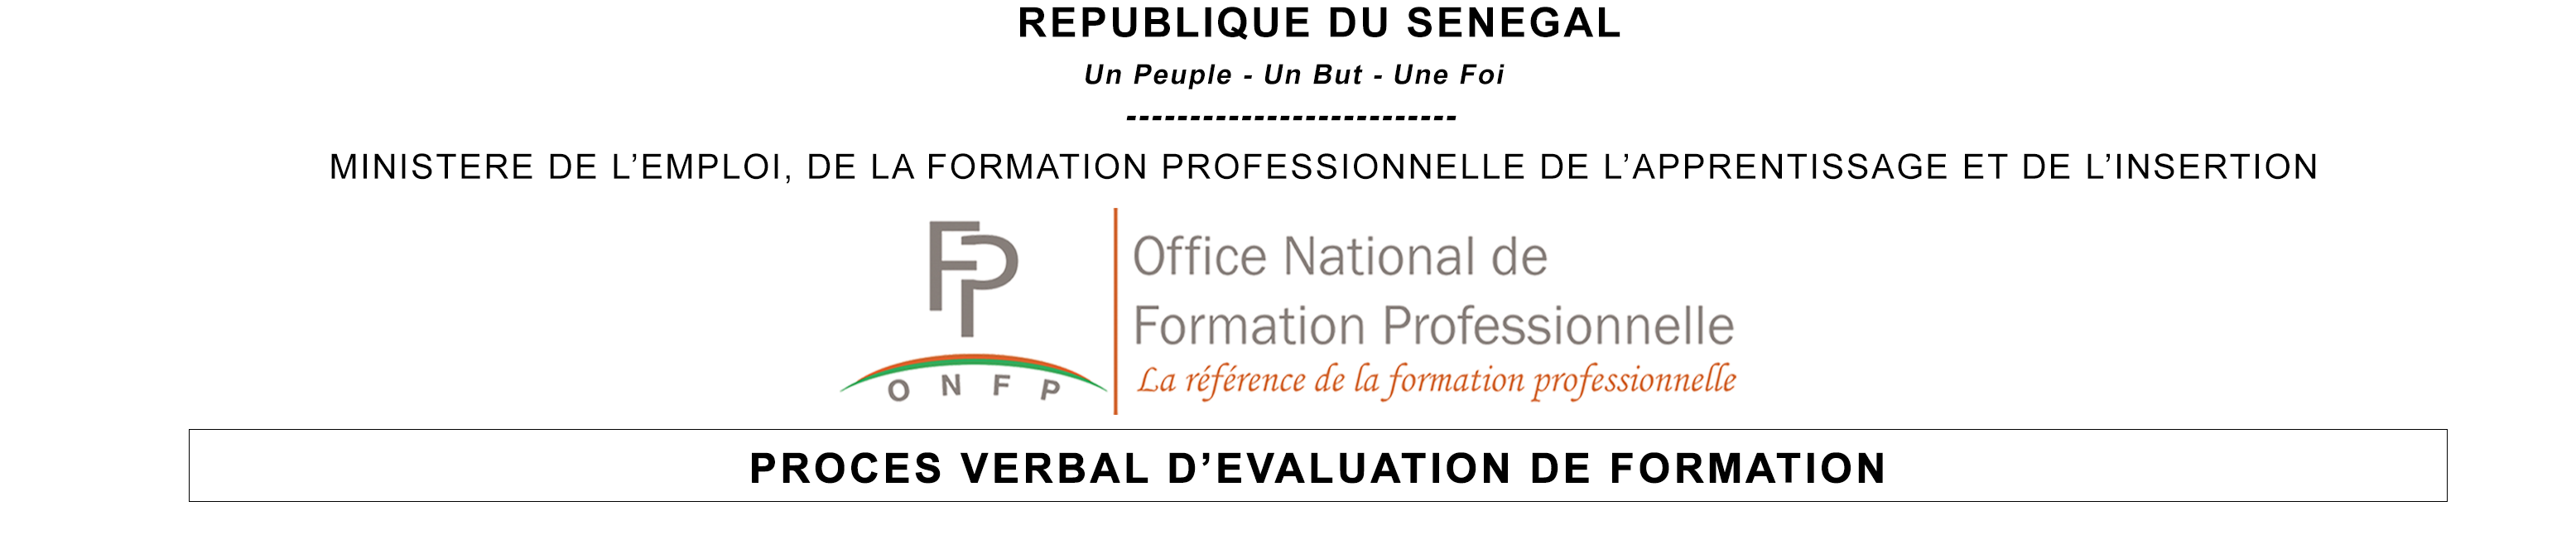 REPUBLIQUE DU SENEGAL
Un Peuple - Un But - Une Foi
--------------------------
MINISTERE DE L’EMPLOI, DE LA FORMATION PROFESSIONNELLE DE L’APPRENTISSAGE ET DE L’INSERTION
FP
O N F P
Office National de
Formation Professionnelle
La référence de la formation professionnelle
PROCES VERBAL D’EVALUATION DE FORMATION